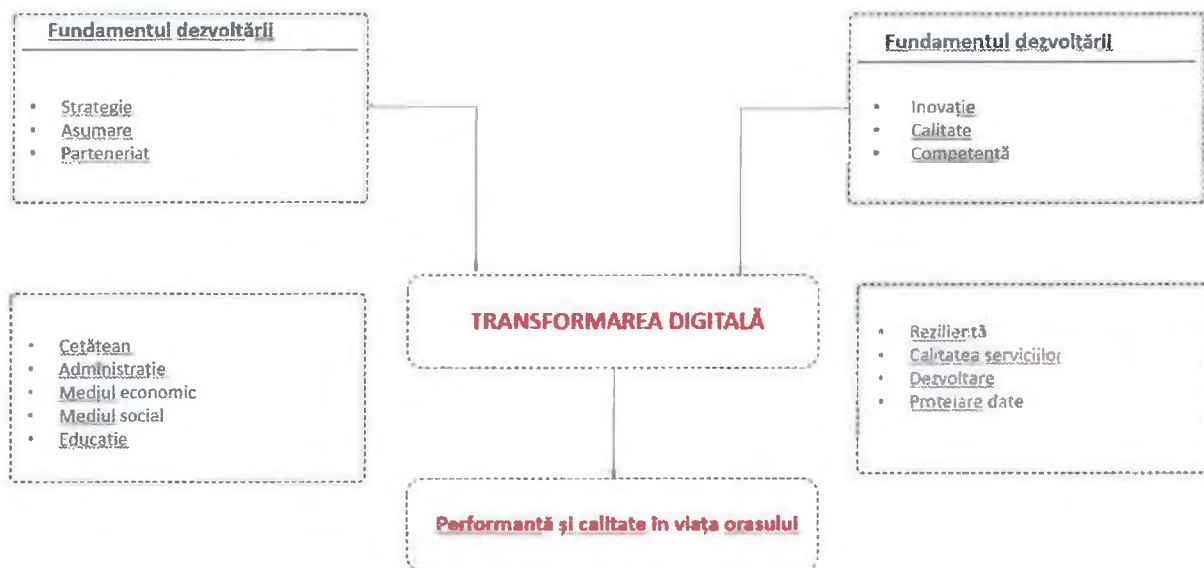 Fundamentul dezvoltării
• Strategie
• Asumare
• Parteneriat
Fundamentul dezvoltării
• Inovație
• Calitate
• Competență
TRANSFORMAREA DIGITALĂ
• Cetățean
• Administrație
• Mediul economic
• Mediul social
• Educație
• Reziliență
• Calitatea serviciilor
• Dezvoltare
• Protejare date
Performanță și calitate în viața orașului